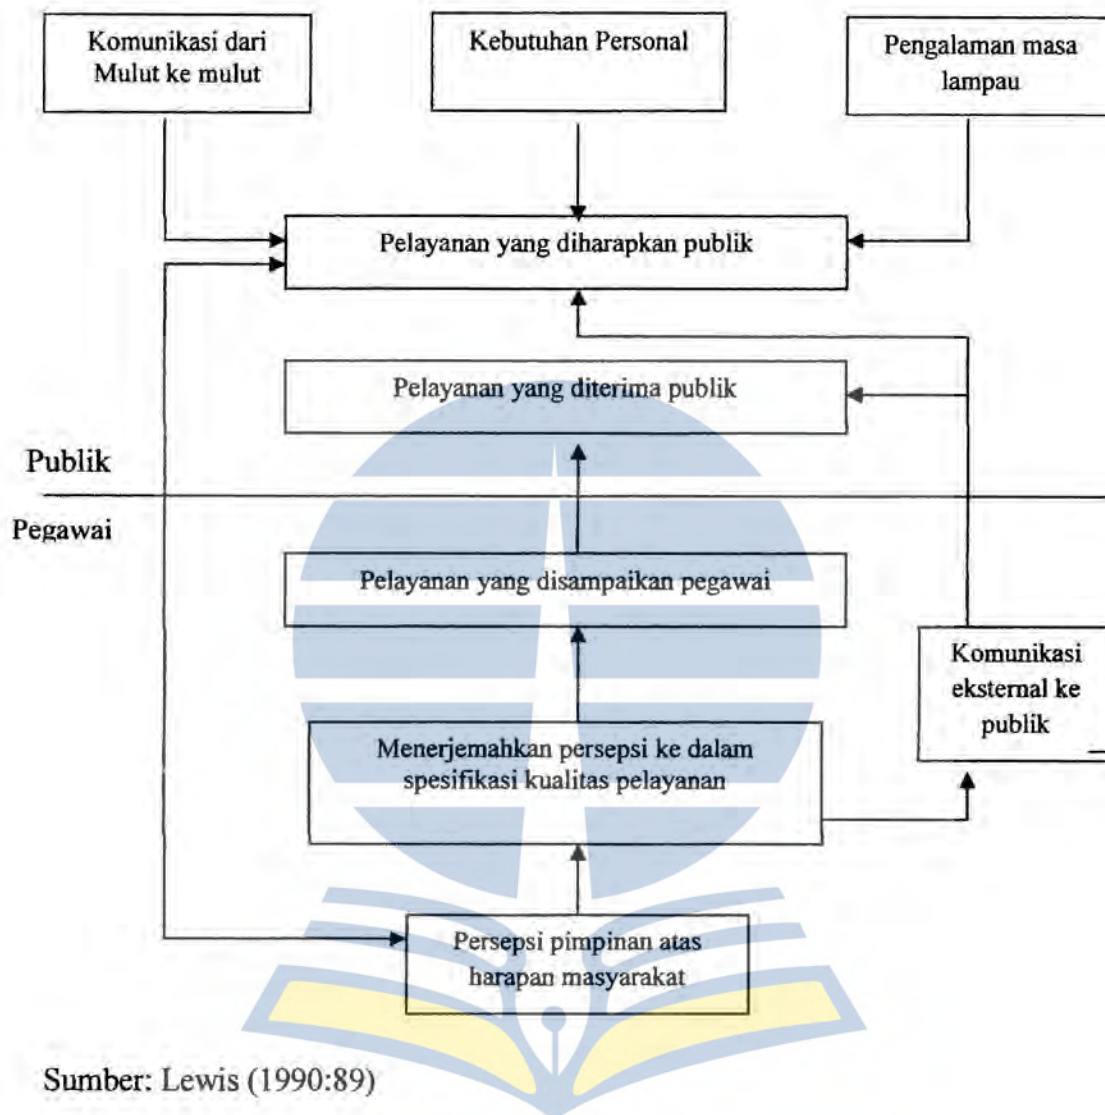 Komunikasi dari
Mulut ke mulut
Kebutuhan Personal
Pengalaman masa
lampau
Pelayanan yang diharapkan publik
Pelayanan yang diterima publik
Publik
Pegawai
Pelayanan yang disampaikan pegawai
Komunikasi
eksternal ke
publik
Menerjemahkan persepsi ke dalam
spesifikasi kualitas pelayanan
Persepsi pimpinan atas
harapan masyarakat
Sumber: Lewis (1990:89)